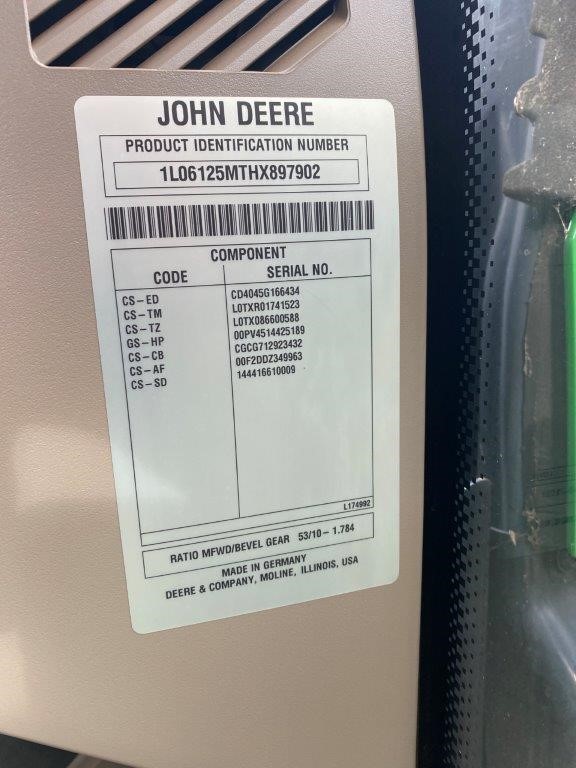 JOHN DEERE
PRODUCT IDENTIFICATION NUMBER
1L06125MTHX897902
COMPONENT
CODE SERIAL NO.
CS-ED CD4045G166434
CS-TM L0TXR01741523
CS-TZ L0TX086600588
GS-HP 00PV4514425189
CS-CB CGCG712923432
CS-AF 00F2DDZ349963
CS-SD 144416610009
L174992
RATIO MFWD/BEVEL GEAR 53/10-1.784
MADE IN GERMANY
DEERE & COMPANY, MOLINE, ILLINOIS, USA